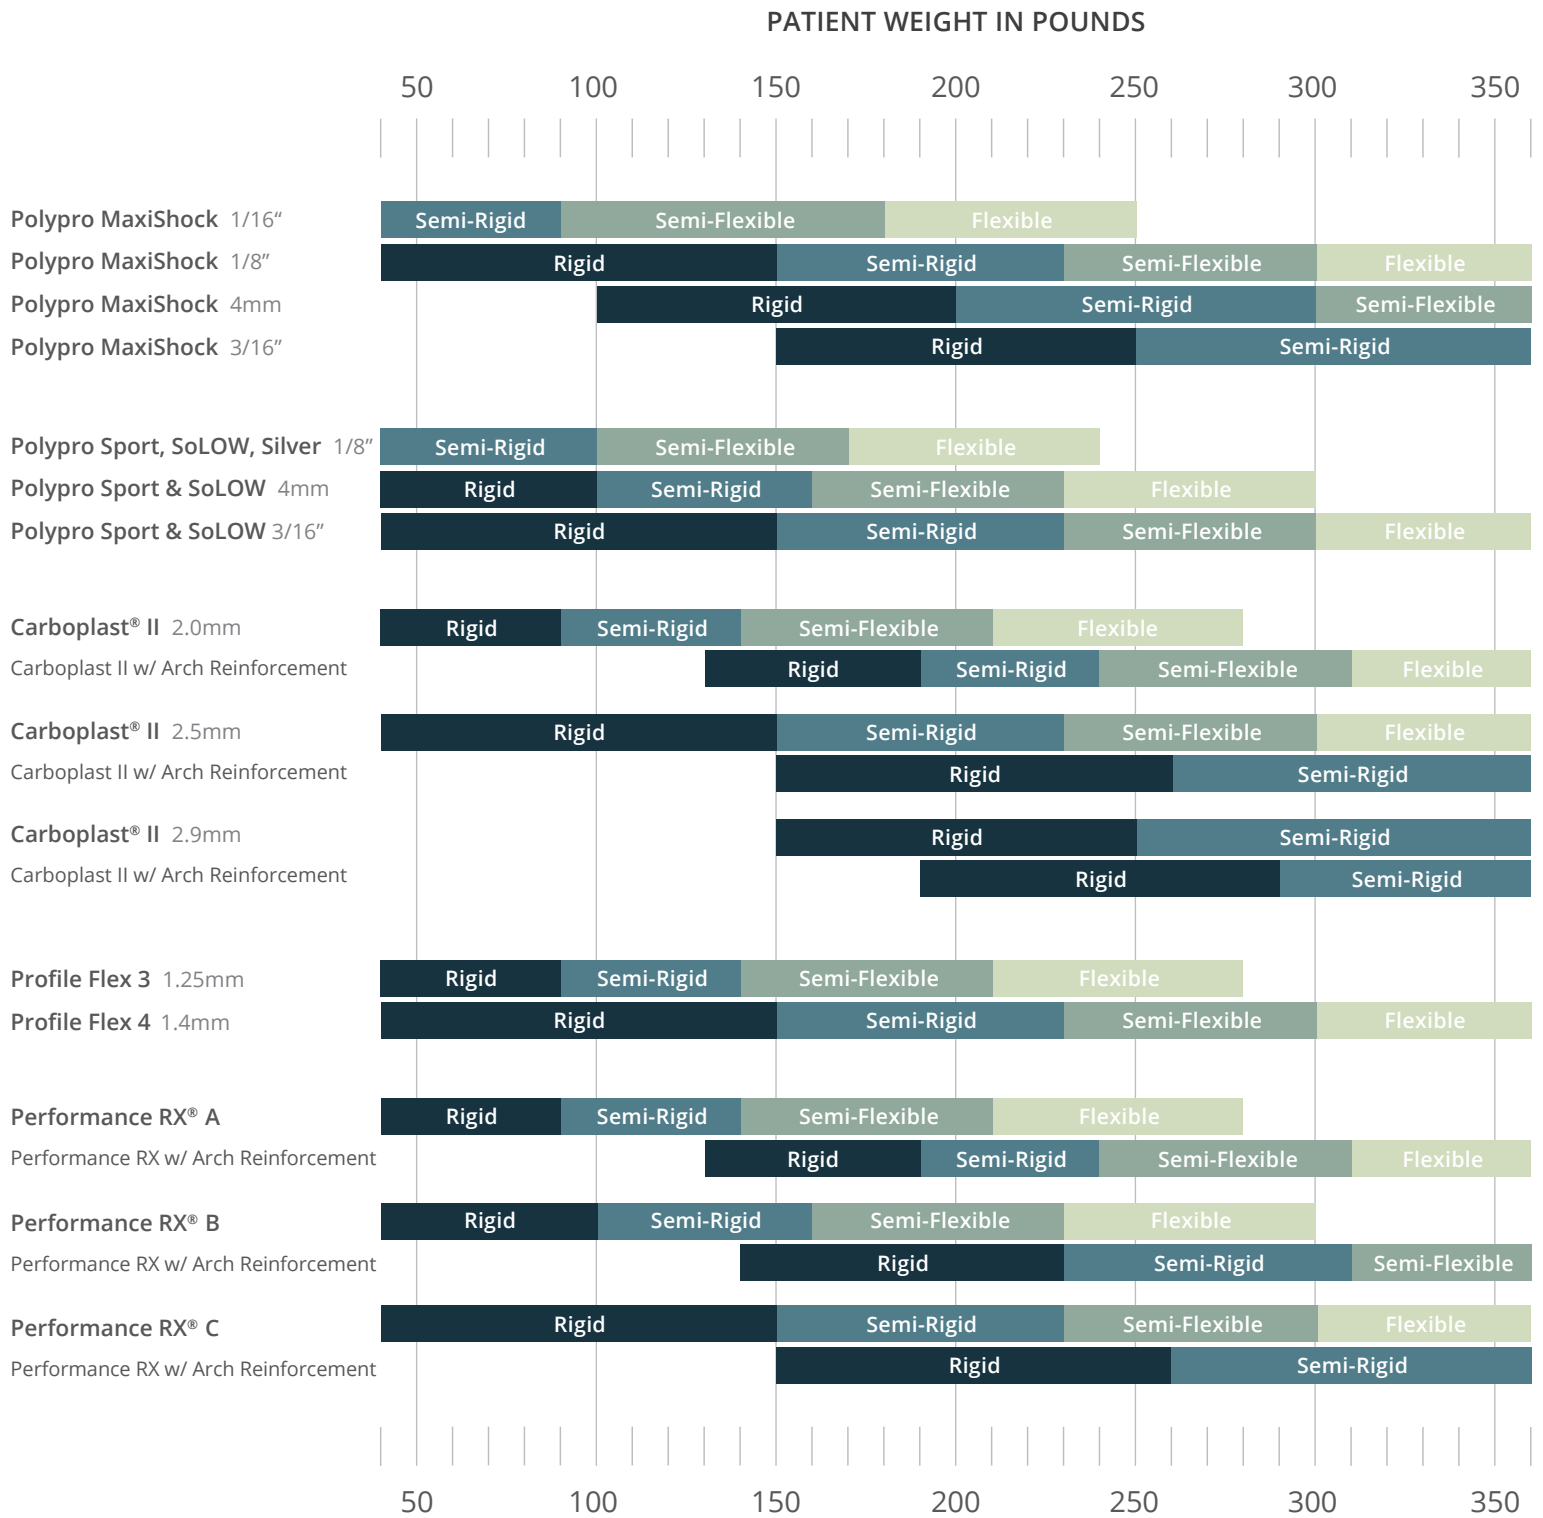 PATIENT WEIGHT IN POUNDS
50 100 150 200 250 300 350
Polypro MaxiShock 1/16“ Semi-Rigid Semi-Flexible Flexible
Polypro MaxiShock 1/8” Rigid Semi-Rigid Semi-Flexible Flexible
Polypro MaxiShock 4mm Rigid Semi-Rigid Semi-Flexible
Polypro MaxiShock 3/16” Rigid Semi-Rigid
Polypro Sport, SoLOW, Silver 1/8” Semi-Rigid Semi-Flexible Flexible
Polypro Sport & SoLOW 4mm Rigid Semi-Rigid Semi-Flexible Flexible
Polypro Sport & SoLOW 3/16” Rigid Semi-Rigid Semi-Flexible Flexible
Carboplast® II 2.0mm Rigid Semi-Rigid Semi-Flexible Flexible
Carboplast II w/ Arch Reinforcement Rigid Semi-Rigid Semi-Flexible Flexible
Carboplast® II 2.5mm Rigid Semi-Rigid Semi-Flexible Flexible
Carboplast II w/ Arch Reinforcement Rigid Semi-Rigid
Carboplast® II 2.9mm Rigid Semi-Rigid
Carboplast II w/ Arch Reinforcement Rigid Semi-Rigid
Profile Flex 3 1.25mm Rigid Semi-Rigid Semi-Flexible Flexible
Profile Flex 4 1.4mm Rigid Semi-Rigid Semi-Flexible Flexible
Performance RX® A Rigid Semi-Rigid Semi-Flexible Flexible
Performance RX w/ Arch Reinforcement Rigid Semi-Rigid Semi-Flexible Flexible
Performance RX® B Rigid Semi-Rigid Semi-Flexible Flexible
Performance RX w/ Arch Reinforcement Rigid Semi-Rigid Semi-Flexible
Performance RX® C Rigid Semi-Rigid Semi-Flexible Flexible
Performance RX w/ Arch Reinforcement Rigid Semi-Rigid
50 100 150 200 250 300 350